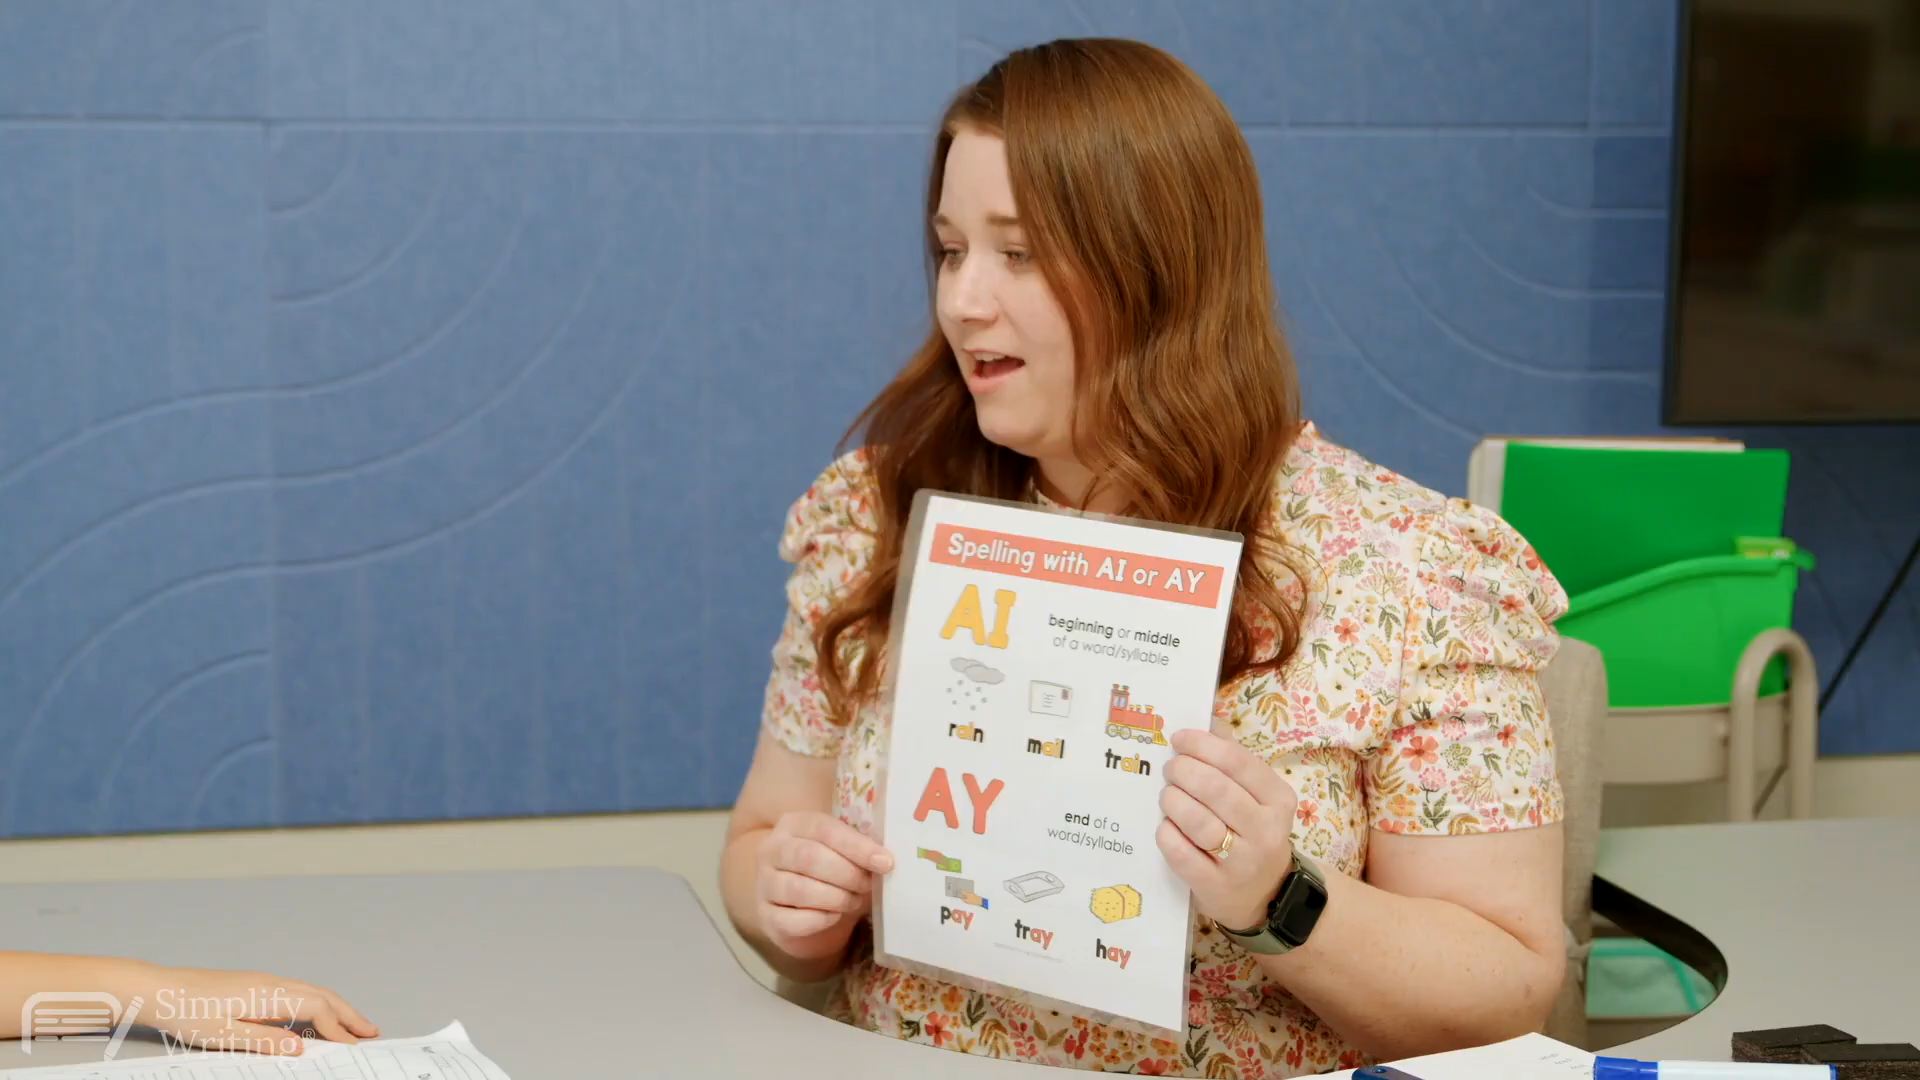 Spelling with AI or AY
AI
beginning or middle
of a word/syllable
rain
mail
train
AY
end of a
word/syllable
pay
tray
hay
Simplify
Writing®